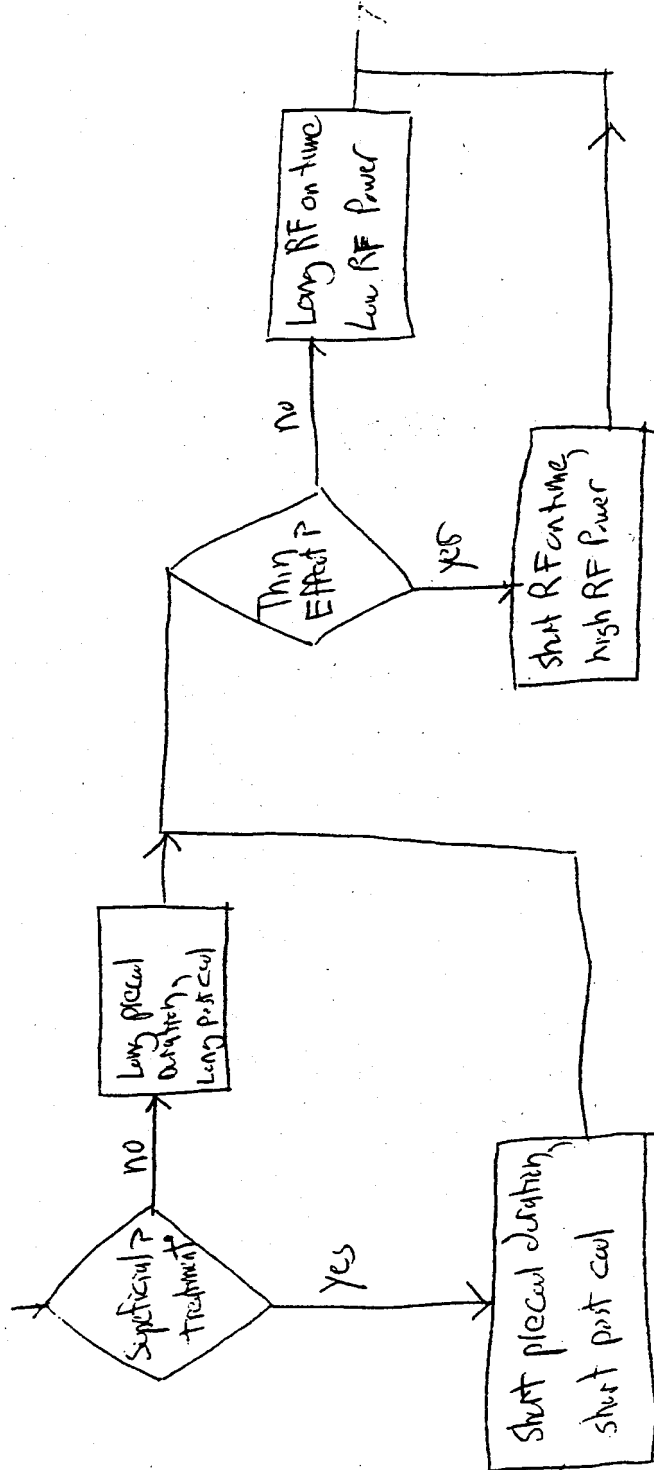 Superficial?
treatment
no
Long precool
duration,
Long post cool
yes
Short precool duration,
short post cool
Thin
Effect?
no
Long RF on time
Low RF Power
yes
short RF on time,
high RF Power